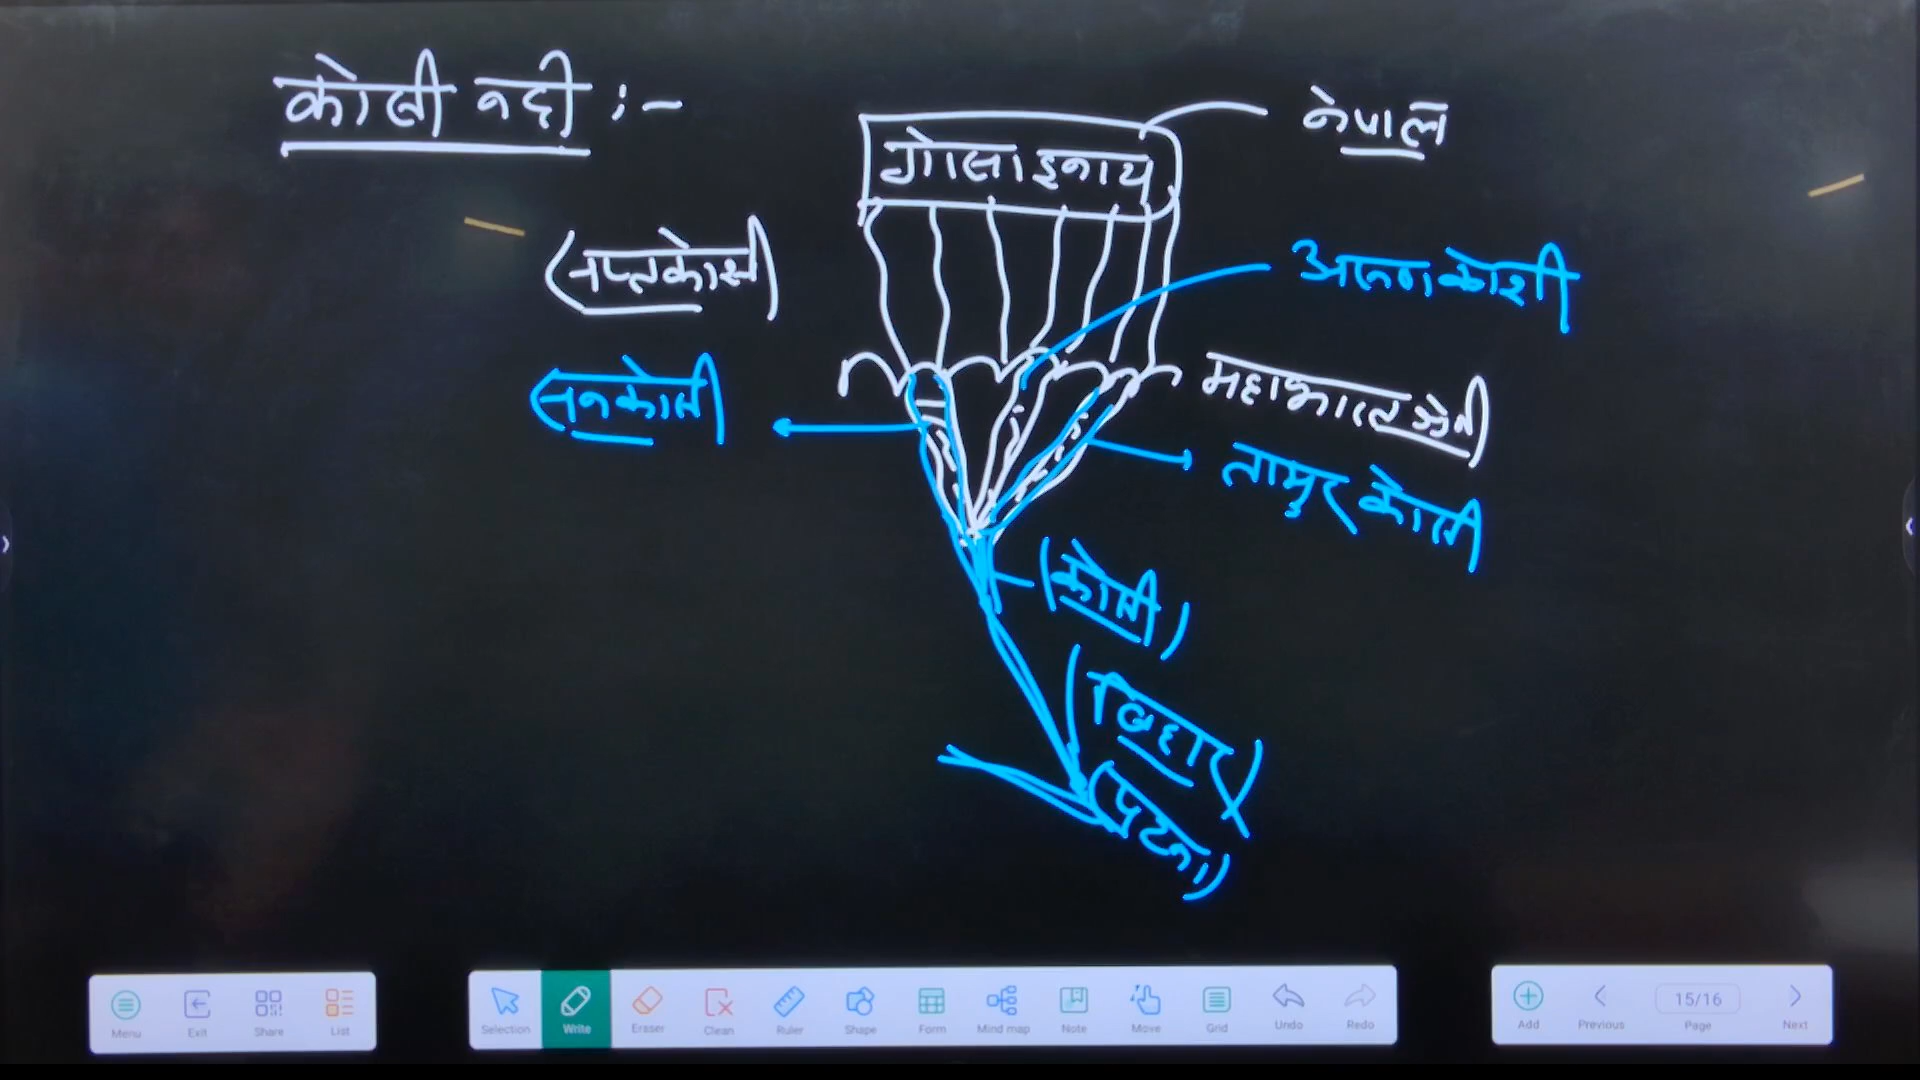 कोसी नदी :-
नेपाल
गोसाइनाथ
(सप्तकोसी)
अरुणकोशी
(सनकोसी)
महाभारत श्रेणी
तामुर कोसी
(कोसी)
(बिहार)
(पटना)
Menu
Exit
Share
List
Selection
Write
Eraser
Clean
Ruler
Shape
Form
Mind map
Note
Move
Grid
Undo
Redo
Add
Previous
15/16
Page
Next